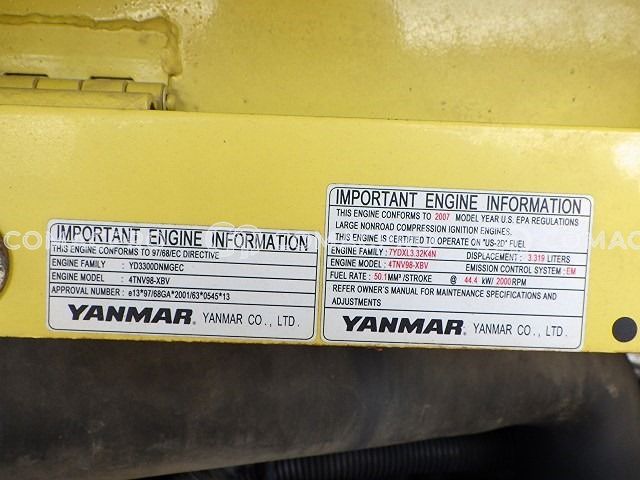 IMPORTANT ENGINE INFORMATION
THIS ENGINE CONFORMS TO 97/68/EC DIRECTIVE
ENGINE FAMILY : YD3300DNMGEC
ENGINE MODEL : 4TNV98-XBV
APPROVAL NUMBER : e13*97/68GA*2001/63*0545*13
YANMAR YANMAR CO., LTD.
IMPORTANT ENGINE INFORMATION
THIS ENGINE CONFORMS TO 2007 MODEL YEAR U.S. EPA REGULATIONS
LARGE NONROAD COMPRESSION IGNITION ENGINES.
THIS ENGINE IS CERTIFIED TO OPERATE ON "US-2D" FUEL
ENGINE FAMILY : 7YDXL3.32K4N DISPLACEMENT : 3.319 LITERS
ENGINE MODEL : 4TNV98-XBV EMISSION CONTROL SYSTEM : EM
FUEL RATE : 50.1 MM³/STROKE @ 44.4 kW/ 2000 RPM
REFER OWNER'S MANUAL FOR MAINTENANCE SPECIFICATIONS AND
ADJUSTMENTS
YANMAR YANMAR CO., LTD.